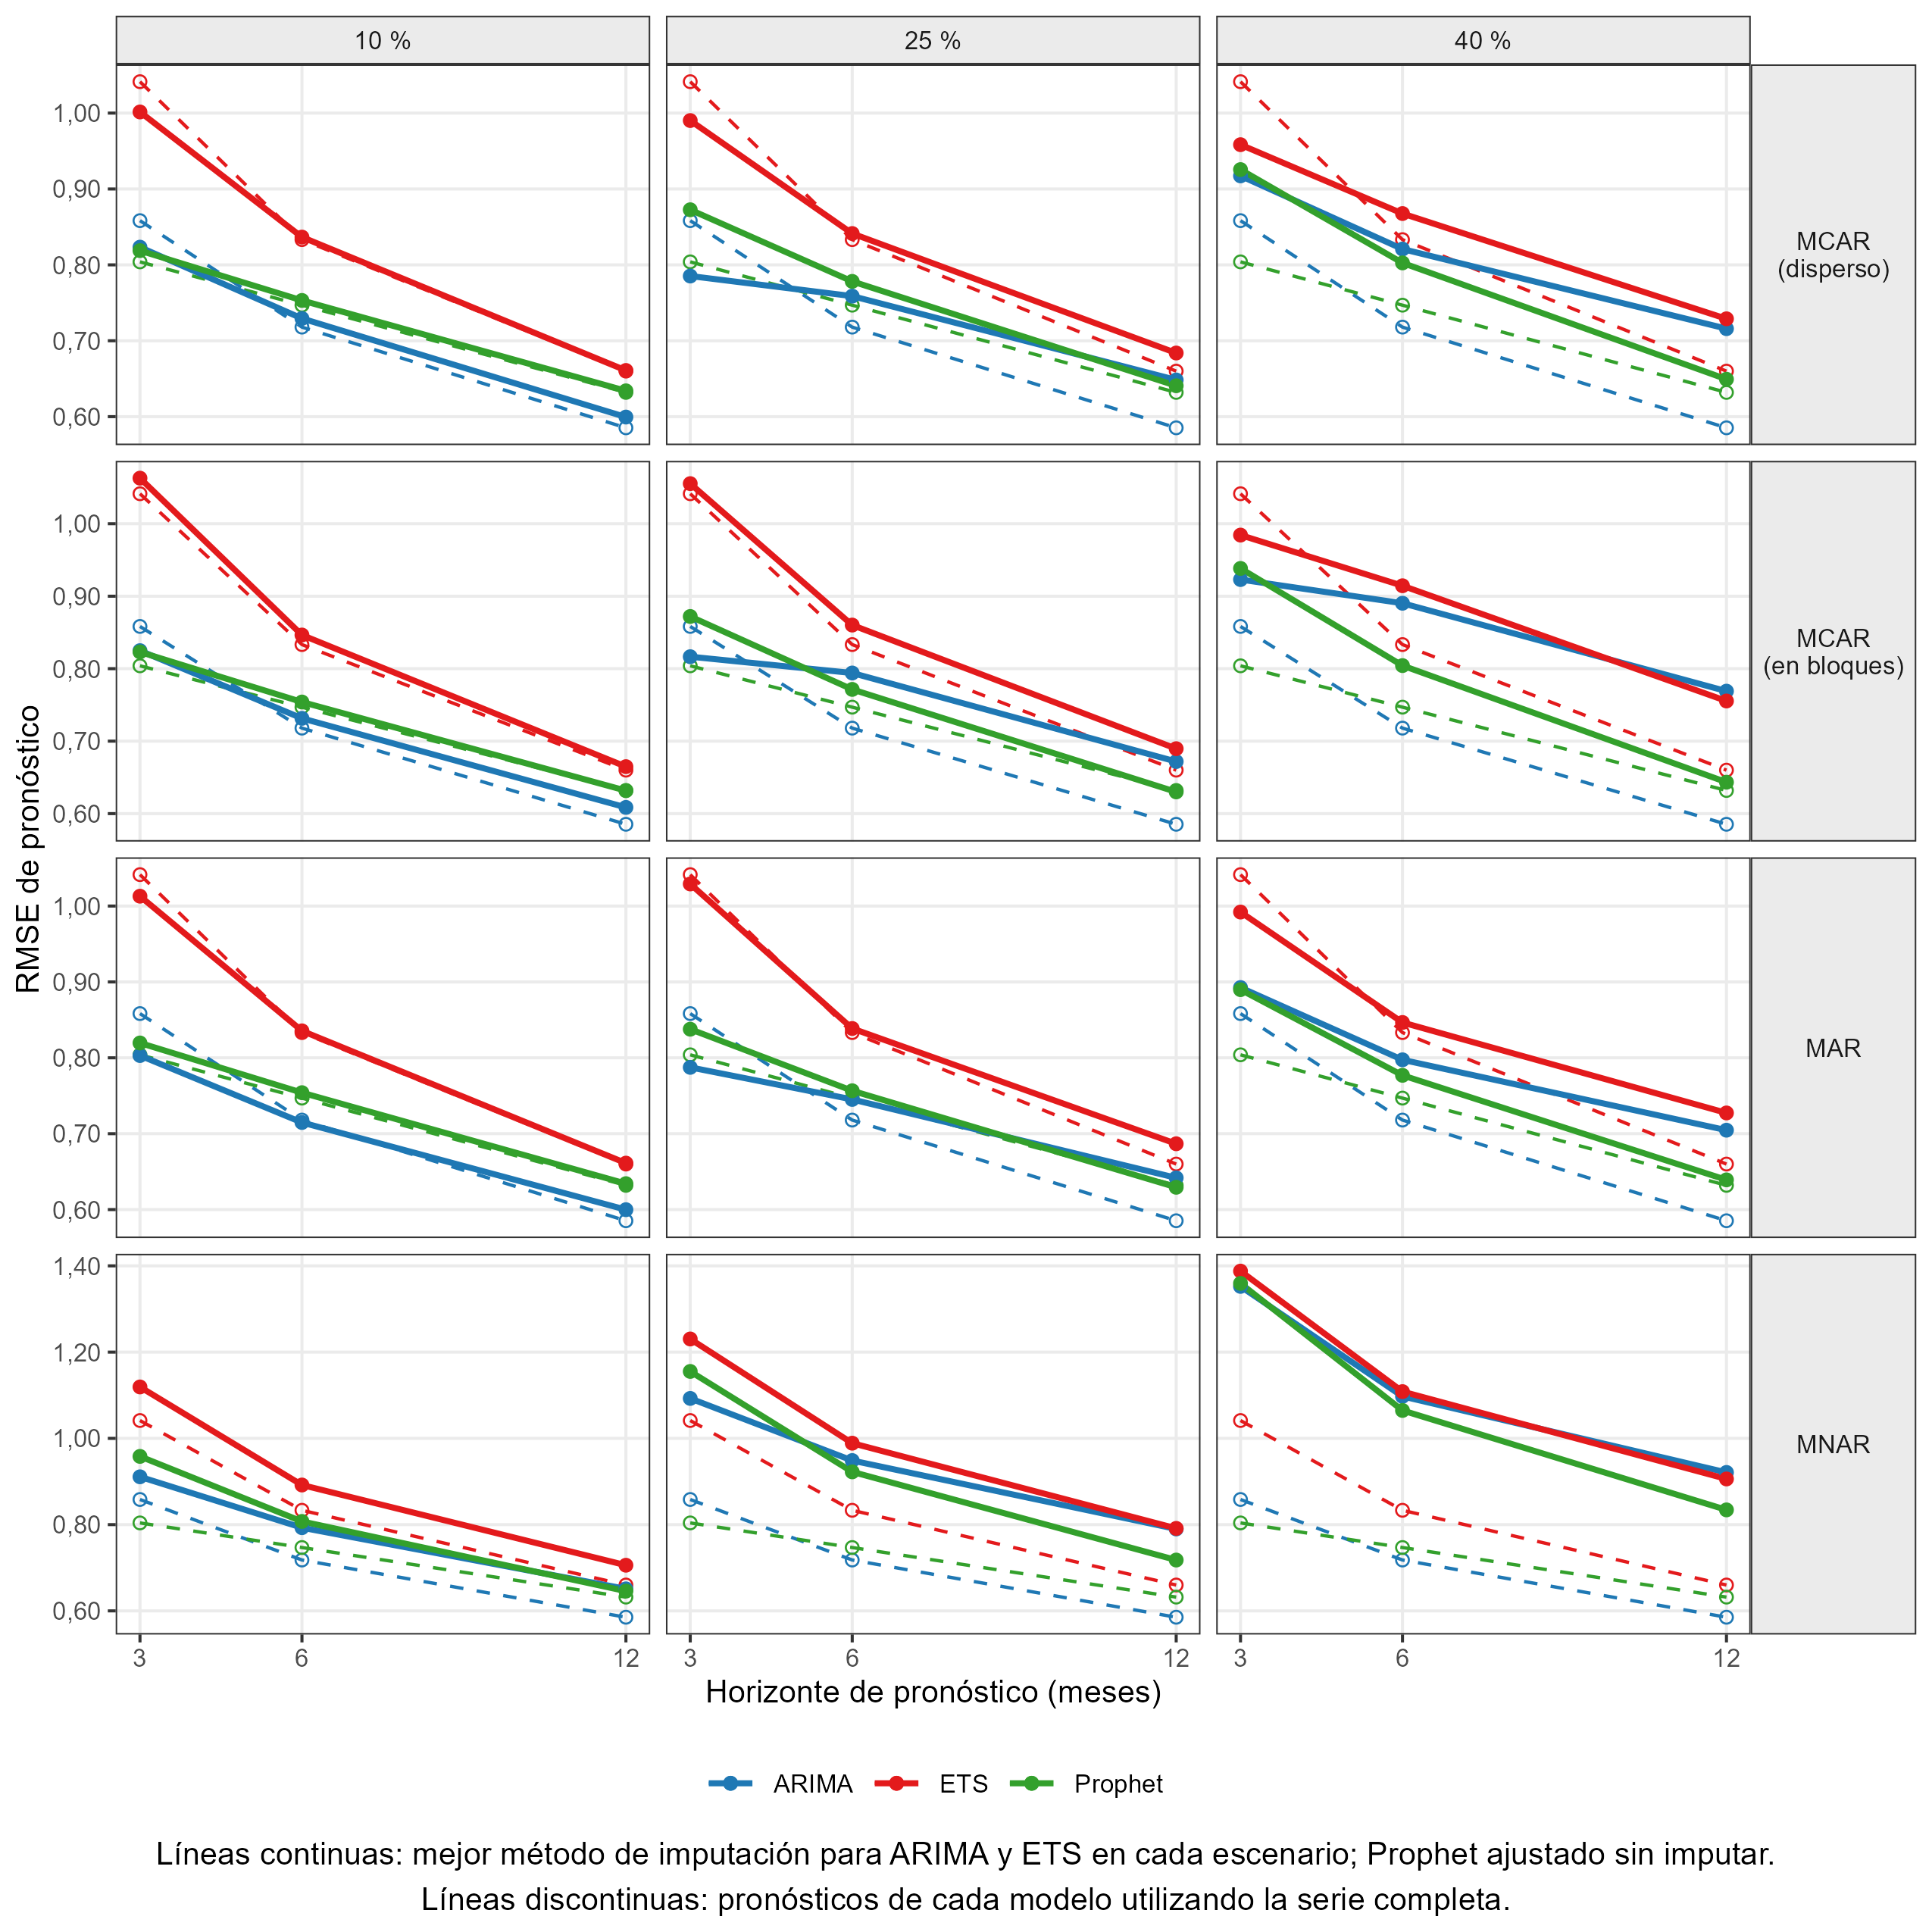 10 %
25 %
40 %
1,00
0,90
0,80
0,70
0,60
MCAR
(disperso)
1,00
0,90
0,80
0,70
0,60
MCAR
(en bloques)
RMSE de pronóstico
1,00
0,90
0,80
0,70
0,60
MAR
1,40
1,20
1,00
0,80
0,60
MNAR
3 6 12
3 6 12
3 6 12
Horizonte de pronóstico (meses)
ARIMA ETS Prophet
Líneas continuas: mejor método de imputación para ARIMA y ETS en cada escenario; Prophet ajustado sin imputar.
Líneas discontinuas: pronósticos de cada modelo utilizando la serie completa.